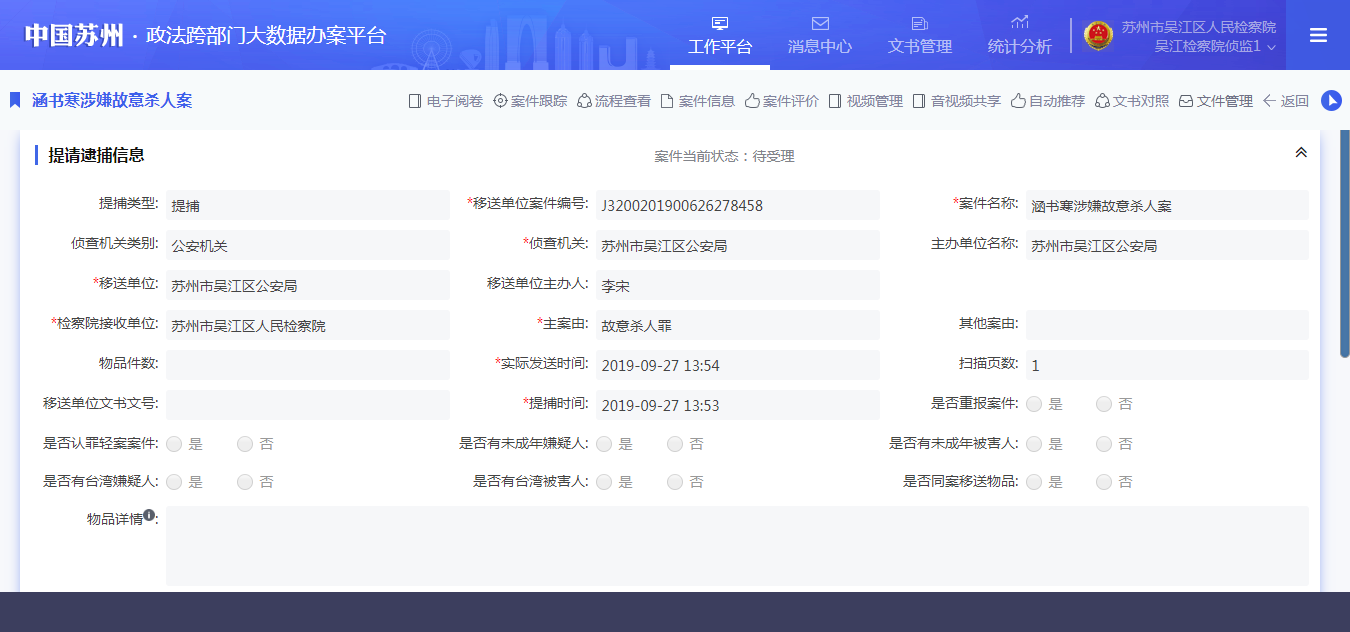 中国苏州 · 政法跨部门大数据办案平台
工作平台 消息中心 文书管理 统计分析
苏州市吴江区人民检察院
吴江检察院侦监1
涵书寒涉嫌故意杀人案
电子阅卷 案件跟踪 流程查看 案件信息 案件评价 视频管理 音视频共享 自动推荐 文书对照 文件管理 返回
提请逮捕信息 案件当前状态：待受理
提捕类型: 提捕 *移送单位案件编号: J3200201900626278458 *案件名称: 涵书寒涉嫌故意杀人案
侦查机关类别: 公安机关 *侦查机关: 苏州市吴江区公安局 主办单位名称: 苏州市吴江区公安局
*移送单位: 苏州市吴江区公安局 移送单位主办人: 李宋
*检察院接收单位: 苏州市吴江区人民检察院 *主案由: 故意杀人罪 其他案由:
物品件数: *实际发送时间: 2019-09-27 13:54 扫描页数: 1
移送单位文书文号: *提捕时间: 2019-09-27 13:53 是否重报案件: 是 否
是否认罪轻案案件: 是 否 是否有未成年嫌疑人: 是 否 是否有未成年被害人: 是 否
是否有台湾嫌疑人: 是 否 是否有台湾被害人: 是 否 是否同案移送物品: 是 否
物品详情: